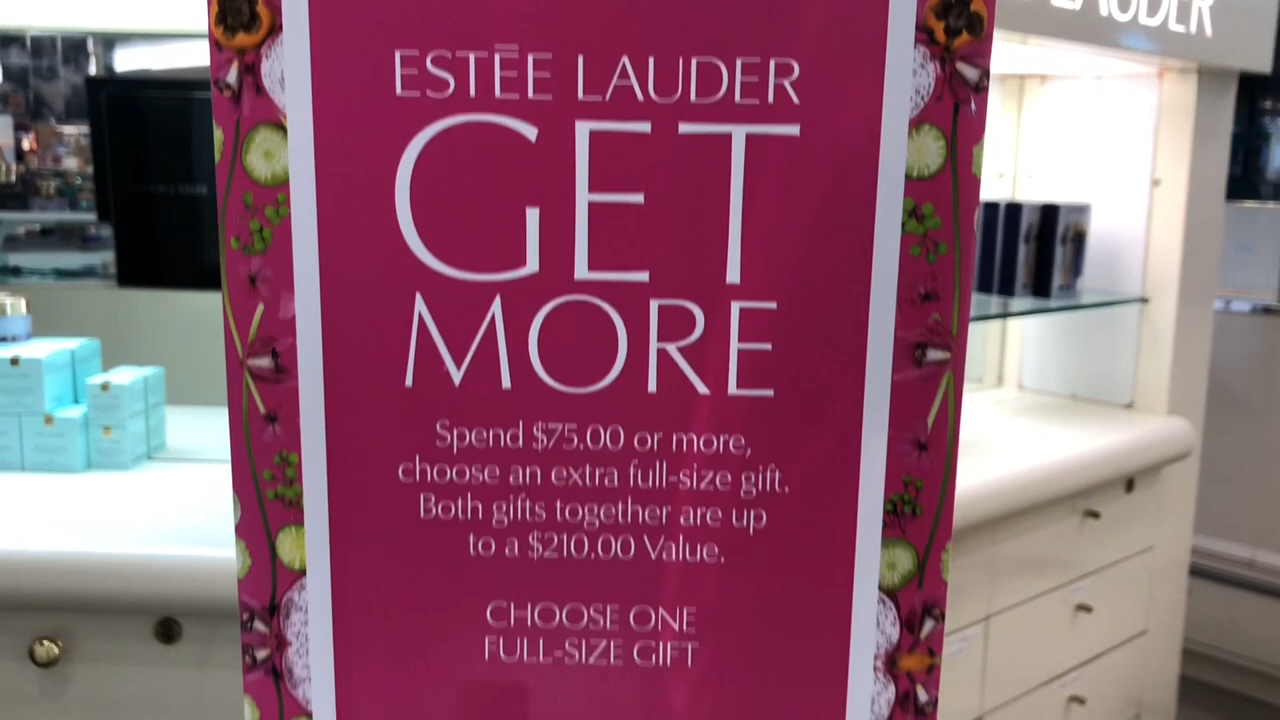 LAUDER
ESTĒE LAUDER
GET
MORE
Spend $75.00 or more,
choose an extra full-size gift.
Both gifts together are up
to a $210.00 Value.
CHOOSE ONE
FULL-SIZE GIFT